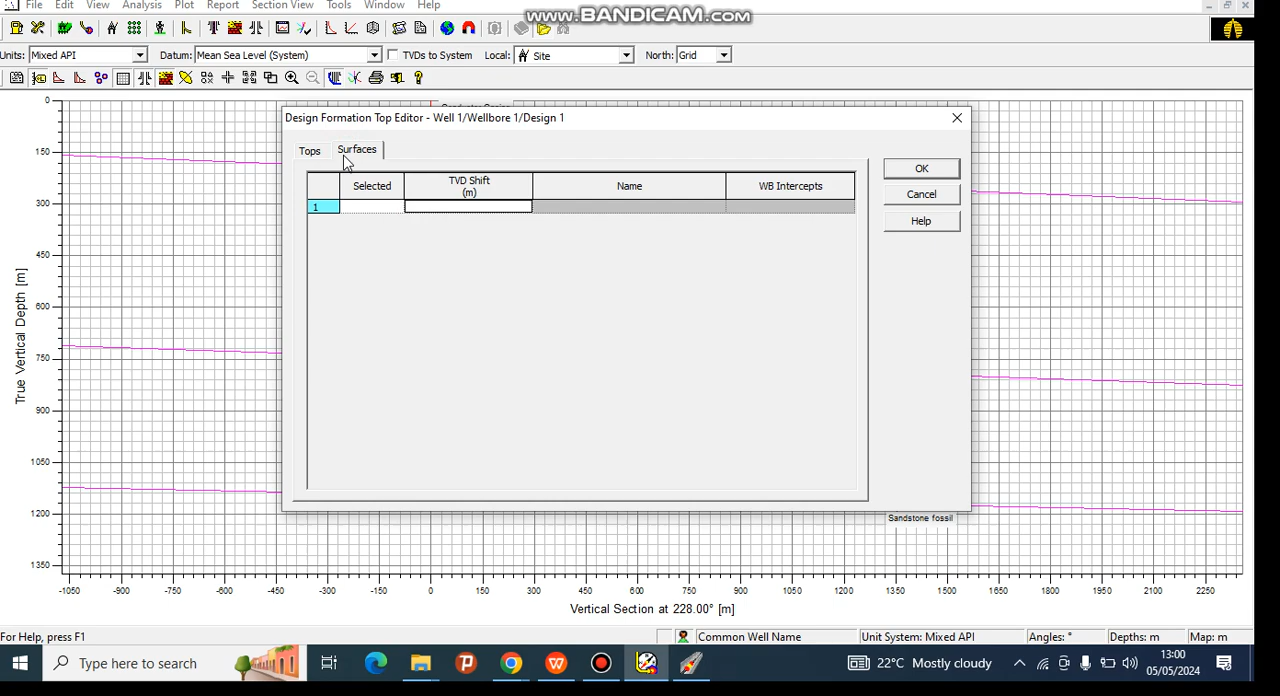 File Edit View Analysis Plot Report Section View Tools Window Help
www.BANDICAM.com
Units: Mixed API Datum: Mean Sea Level (System) TVDs to System Local: Site North: Grid
Design Formation Top Editor - Well 1/Wellbore 1/Design 1
Tops Surfaces
Selected TVD Shift (m) Name WB Intercepts
1
OK
Cancel
Help
True Vertical Depth [m]
0
150
300
450
600
750
900
1050
1200
1350
Sandstone fossil
-1050 -900 -750 -600 -450 -300 -150 0 150 300 450 600 750 900 1050 1200 1350 1500 1650 1800 1950 2100 2250
Vertical Section at 228.00° [m]
For Help, press F1 Common Well Name Unit System: Mixed API Angles: ° Depths: m Map: m
Type here to search 22°C Mostly cloudy 13:00
05/05/2024